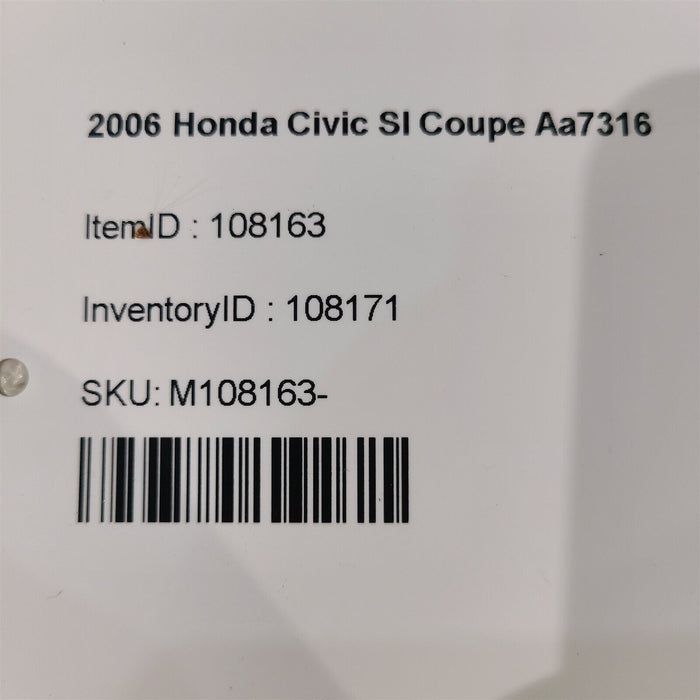 2006 Honda Civic SI Coupe Aa7316
ItemID : 108163
InventoryID : 108171
SKU: M108163-